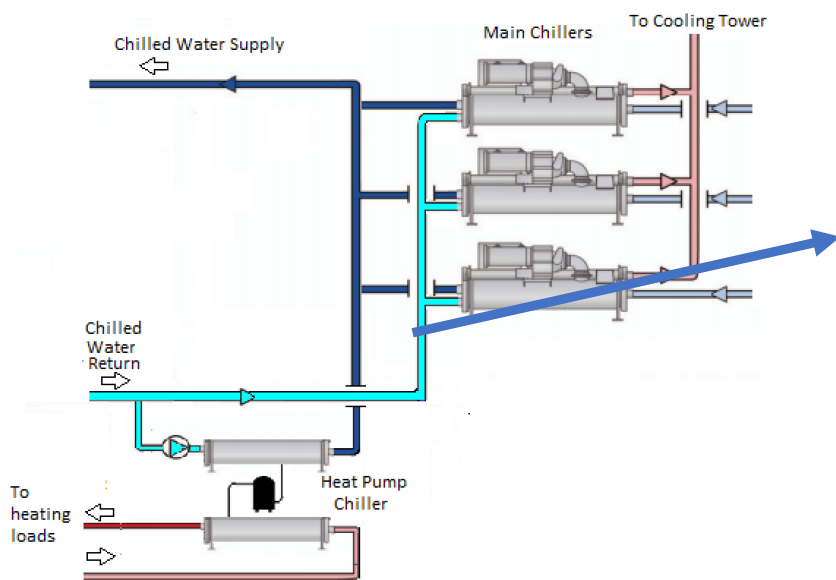 Chilled Water Supply
Main Chillers
To Cooling Tower
Chilled
Water
Return
Heat Pump
Chiller
To
heating
loads